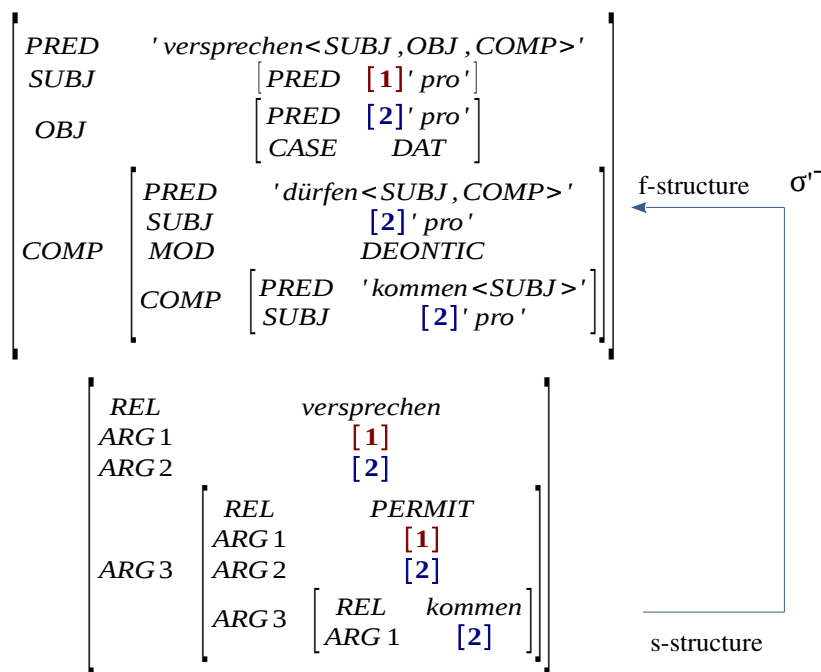 PRED 'versprechen<SUBJ,OBJ,COMP>'
SUBJ [PRED [1]'pro']
OBJ [PRED [2]'pro'
CASE DAT]
COMP [PRED 'dürfen<SUBJ,COMP>'
SUBJ [2]'pro'
MOD DEONTIC
COMP [PRED 'kommen<SUBJ>'
SUBJ [2]'pro']]
f-structure σ'⁻
REL versprechen
ARG1 [1]
ARG2 [2]
ARG3 [REL PERMIT
ARG1 [1]
ARG2 [2]
ARG3 [REL kommen
ARG1 [2]]]
s-structure